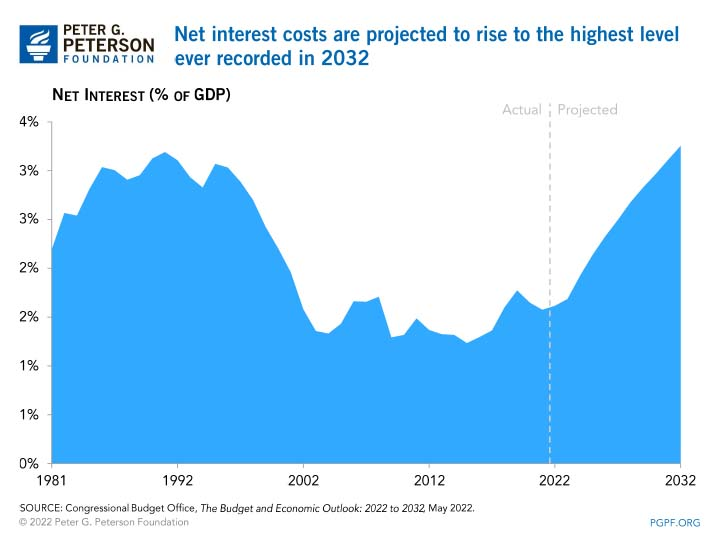 PETER G.
PETERSON
FOUNDATION
Net interest costs are projected to rise to the highest level
ever recorded in 2032
NET INTEREST (% OF GDP)
Actual Projected
4%
3%
3%
2%
2%
1%
1%
0%
1981 1992 2002 2012 2022 2032
SOURCE: Congressional Budget Office, The Budget and Economic Outlook: 2022 to 2032, May 2022.
© 2022 Peter G. Peterson Foundation
PGPF.ORG